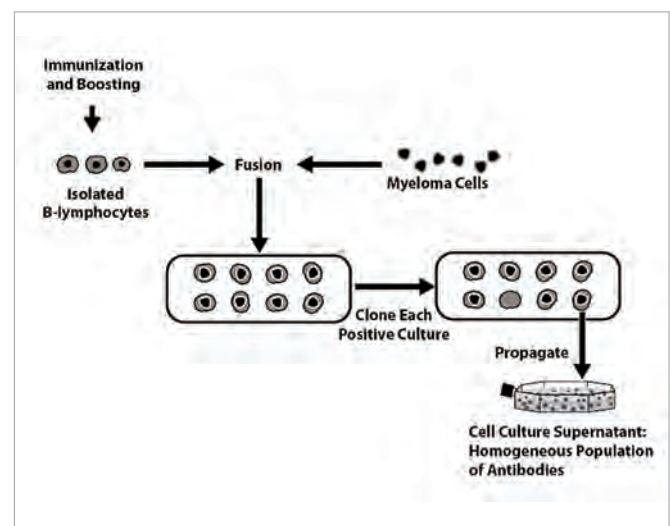 Immunization
and Boosting
Fusion
Myeloma Cells
Isolated
B-lymphocytes
Clone Each
Positive Culture
Propagate
Cell Culture Supernatant:
Homogeneous Population
of Antibodies